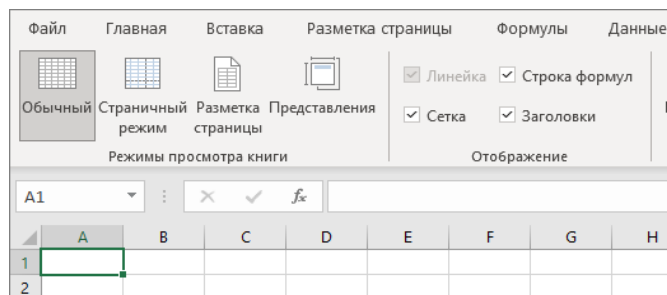 Файл Главная Вставка Разметка страницы Формулы Данные
Обычный Страничный режим Разметка страницы Представления
Линейка Строка формул
Сетка Заголовки
Режимы просмотра книги Отображение
A1 fx
A B C D E F G H
1
2